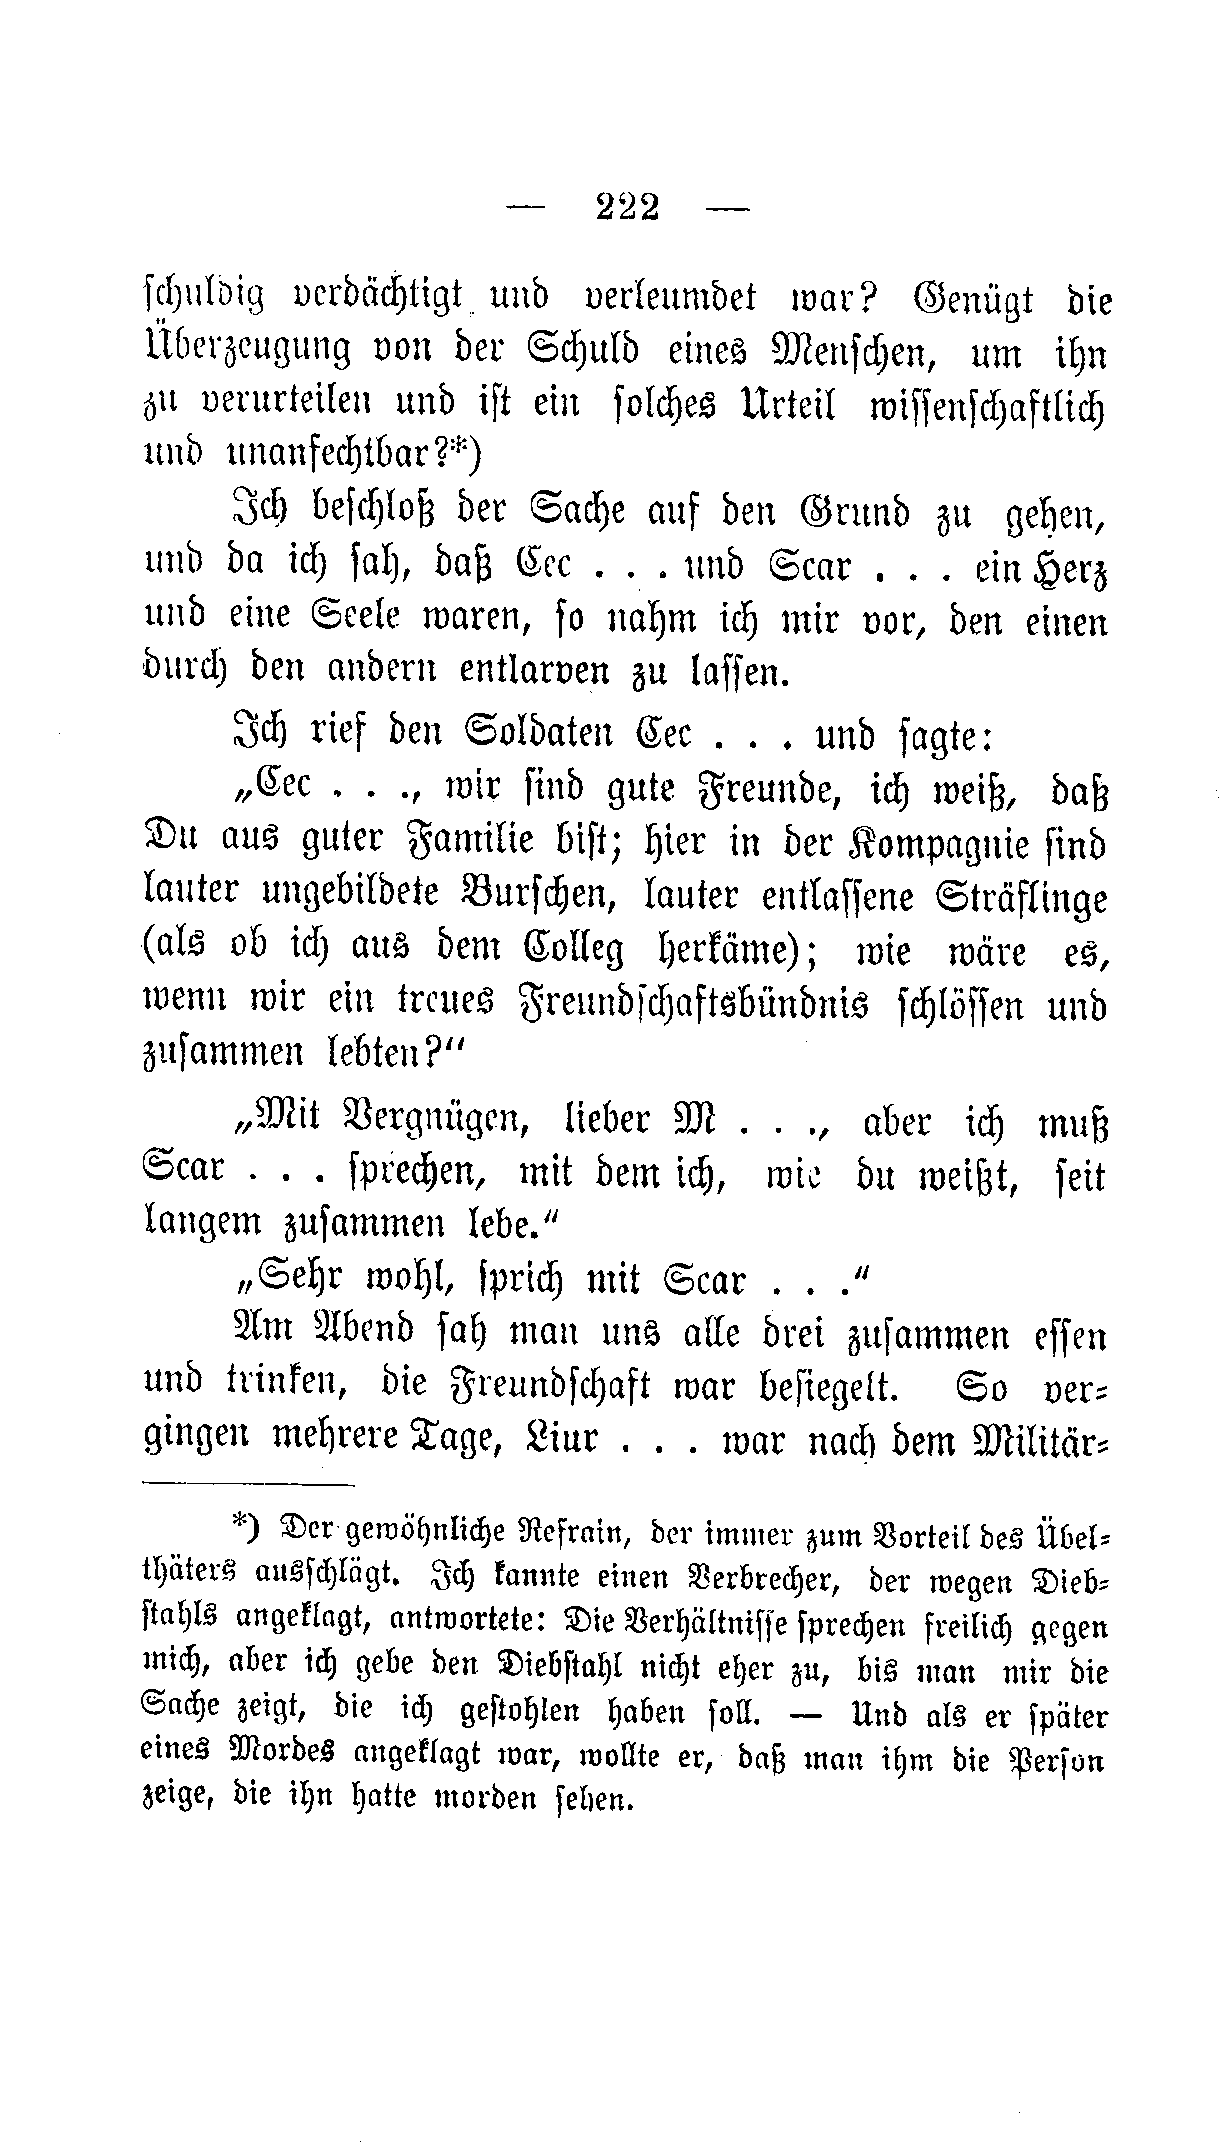 — 222 —
schuldig verdächtigt und verleumdet war? Genügt die
Überzeugung von der Schuld eines Menschen, um ihn
zu verurteilen und ist ein solches Urteil wissenschaftlich
und unanfechtbar?*)
Ich beschloß der Sache auf den Grund zu gehen,
und da ich sah, daß Cec . . . und Scar . . . ein Herz
und eine Seele waren, so nahm ich mir vor, den einen
durch den andern entlarven zu lassen.
Ich rief den Soldaten Cec . . . und sagte:
„Cec . . ., wir sind gute Freunde, ich weiß, daß
Du aus guter Familie bist; hier in der Kompagnie sind
lauter ungebildete Burschen, lauter entlassene Sträflinge
(als ob ich aus dem Colleg herkäme); wie wäre es,
wenn wir ein treues Freundschaftsbündnis schlössen und
zusammen lebten?“
„Mit Vergnügen, lieber M . . ., aber ich muß
Scar . . . sprechen, mit dem ich, wie du weißt, seit
langem zusammen lebe.“
„Sehr wohl, sprich mit Scar . . .“
Am Abend sah man uns alle drei zusammen essen
und trinken, die Freundschaft war besiegelt. So ver-
gingen mehrere Tage, Liur . . . war nach dem Militär-
*) Der gewöhnliche Refrain, der immer zum Vorteil des Übel-
thäters ausschlägt. Ich kannte einen Verbrecher, der wegen Dieb-
stahls angeklagt, antwortete: Die Verhältnisse sprechen freilich gegen
mich, aber ich gebe den Diebstahl nicht eher zu, bis man mir die
Sache zeigt, die ich gestohlen haben soll. — Und als er später
eines Mordes angeklagt war, wollte er, daß man ihm die Person
zeige, die ihn hatte morden sehen.